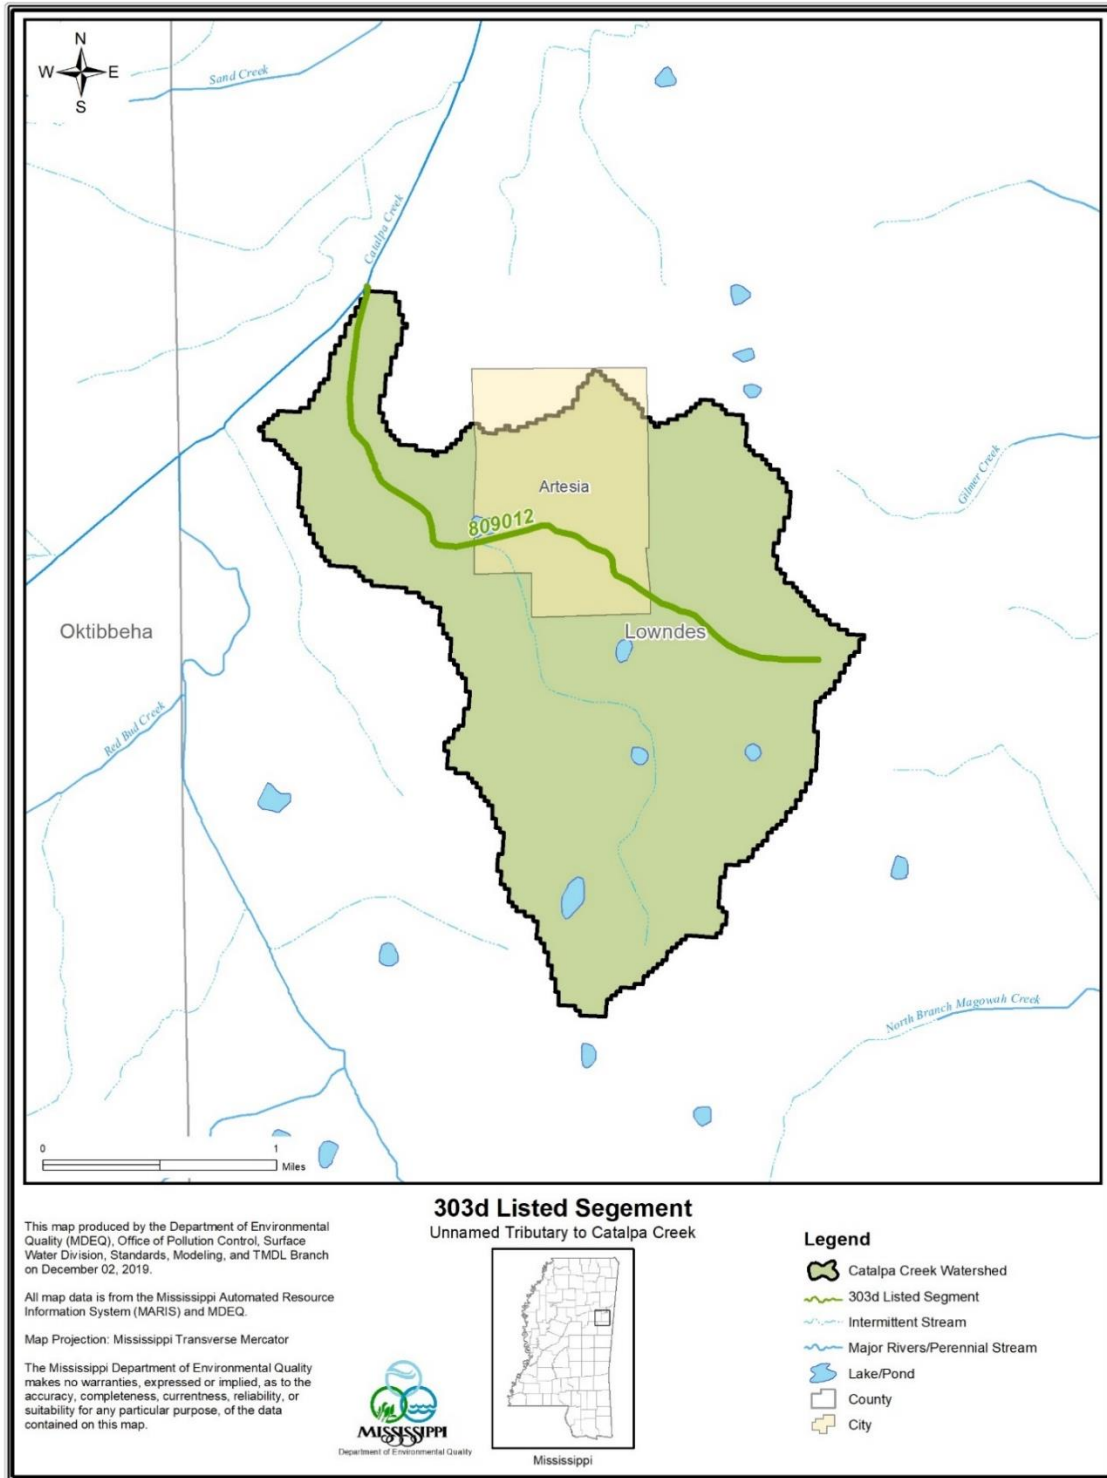 N
W E
S
Sand Creek
Catalpa Creek
Artesia
809012
Gilmer Creek
Oktibbeha
Lowndes
Red Bud Creek
North Branch Magowah Creek
0 1
Miles
303d Listed Segement
Unnamed Tributary to Catalpa Creek
This map produced by the Department of Environmental
Quality (MDEQ), Office of Pollution Control, Surface
Water Division, Standards, Modeling, and TMDL Branch
on December 02, 2019.
All map data is from the Mississippi Automated Resource
Information System (MARIS) and MDEQ.
Map Projection: Mississippi Transverse Mercator
The Mississippi Department of Environmental Quality
makes no warranties, expressed or implied, as to the
accuracy, completeness, currentness, reliability, or
suitability for any particular purpose, of the data
contained on this map.
MISSISSIPPI
Department of Environmental Quality
Mississippi
Legend
Catalpa Creek Watershed
303d Listed Segment
Intermittent Stream
Major Rivers/Perennial Stream
Lake/Pond
County
City